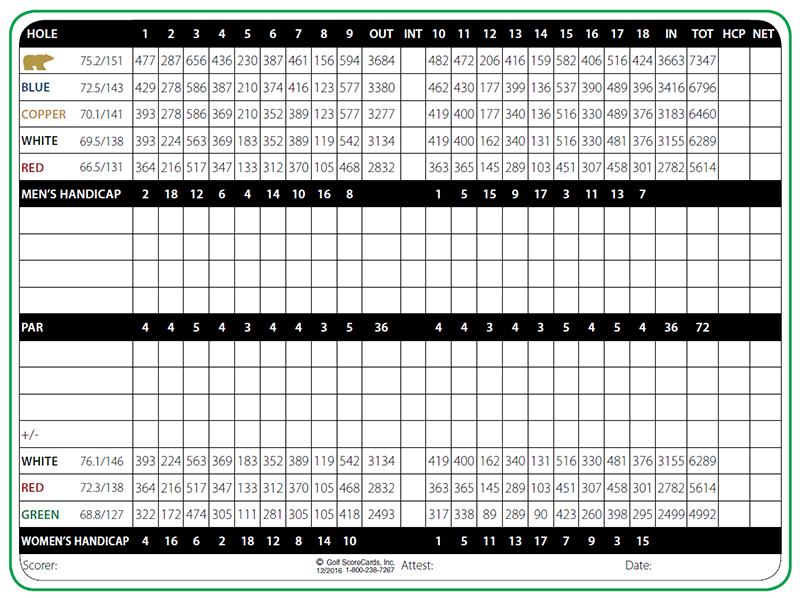 HOLE 1 2 3 4 5 6 7 8 9 OUT INT 10 11 12 13 14 15 16 17 18 IN TOT HCP NET
75.2/151 477 287 656 436 230 387 461 156 594 3684 482 472 206 416 159 582 406 516 424 3663 7347
BLUE 72.5/143 429 278 586 387 210 374 416 123 577 3380 462 430 177 399 136 537 390 489 396 3416 6796
COPPER 70.1/141 393 278 586 369 210 352 389 123 577 3277 419 400 177 340 136 516 330 489 376 3183 6460
WHITE 69.5/138 393 224 563 369 183 352 389 119 542 3134 419 400 162 340 131 516 330 481 376 3155 6289
RED 66.5/131 364 216 517 347 133 312 370 105 468 2832 363 365 145 289 103 451 307 458 301 2782 5614
MEN'S HANDICAP 2 18 12 6 4 14 10 16 8 1 5 15 9 17 3 11 13 7
PAR 4 4 5 4 3 4 4 3 5 36 4 4 3 4 3 5 4 5 4 36 72
+/-
WHITE 76.1/146 393 224 563 369 183 352 389 119 542 3134 419 400 162 340 131 516 330 481 376 3155 6289
RED 72.3/138 364 216 517 347 133 312 370 105 468 2832 363 365 145 289 103 451 307 458 301 2782 5614
GREEN 68.8/127 322 172 474 305 111 281 305 105 418 2493 317 338 89 289 90 423 260 398 295 2499 4992
WOMEN'S HANDICAP 4 16 6 2 18 12 8 14 10 1 5 11 13 17 7 9 3 15
Scorer: © Golf ScoreCards, Inc. Attest: Date:
12/2016 1-800-238-7267